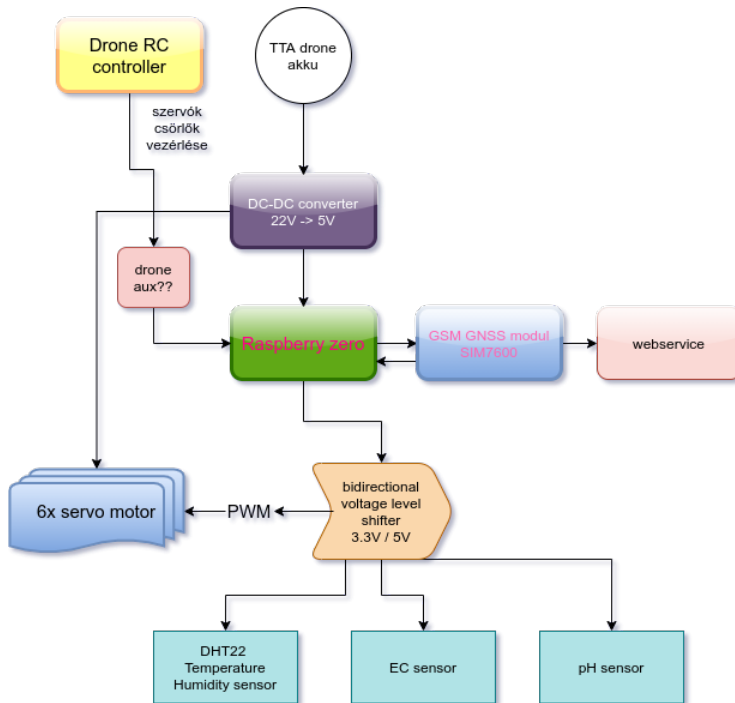 Drone RC
controller
TTA drone
akku
szervók
csörlők
vezérlése
DC-DC converter
22V -> 5V
drone
aux??
Raspberry zero
GSM GNSS modul
SIM7600
webservice
bidirectional
voltage level
shifter
3.3V / 5V
6x servo motor
PWM
DHT22
Temperature
Humidity sensor
EC sensor
pH sensor